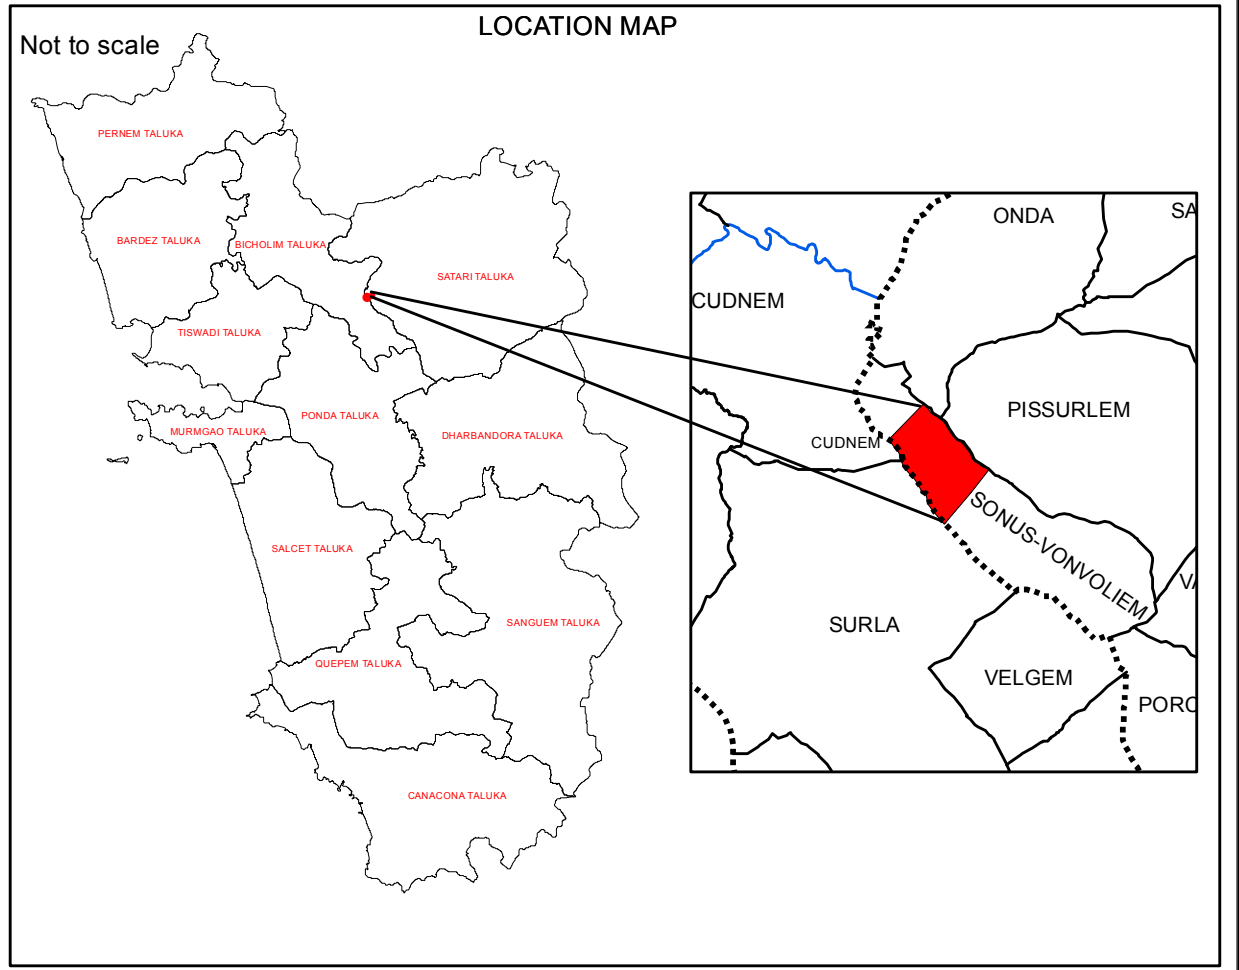 LOCATION MAP
Not to scale
PERNEM TALUKA
BARDEZ TALUKA
BICHOLIM TALUKA
SATARI TALUKA
TISWADI TALUKA
PONDA TALUKA
MURMGAO TALUKA
DHARBANDORA TALUKA
SALCET TALUKA
SANGUEM TALUKA
QUEPEM TALUKA
CANACONA TALUKA
ONDA
SA
CUDNEM
PISSURLEM
CUDNEM
SONUS-VONVOLIEM
SURLA
VELGEM
PORC